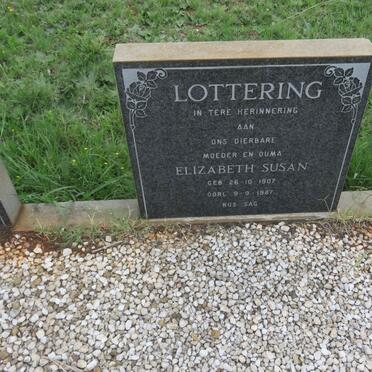 LOTTERING
IN TERE HERINNERING
AAN
ONS DIERBARE
MOEDER EN OUMA
ELIZABETH SUSAN
GEB. 26-10-1907
OORL. 9-9-1987
RUS SAG